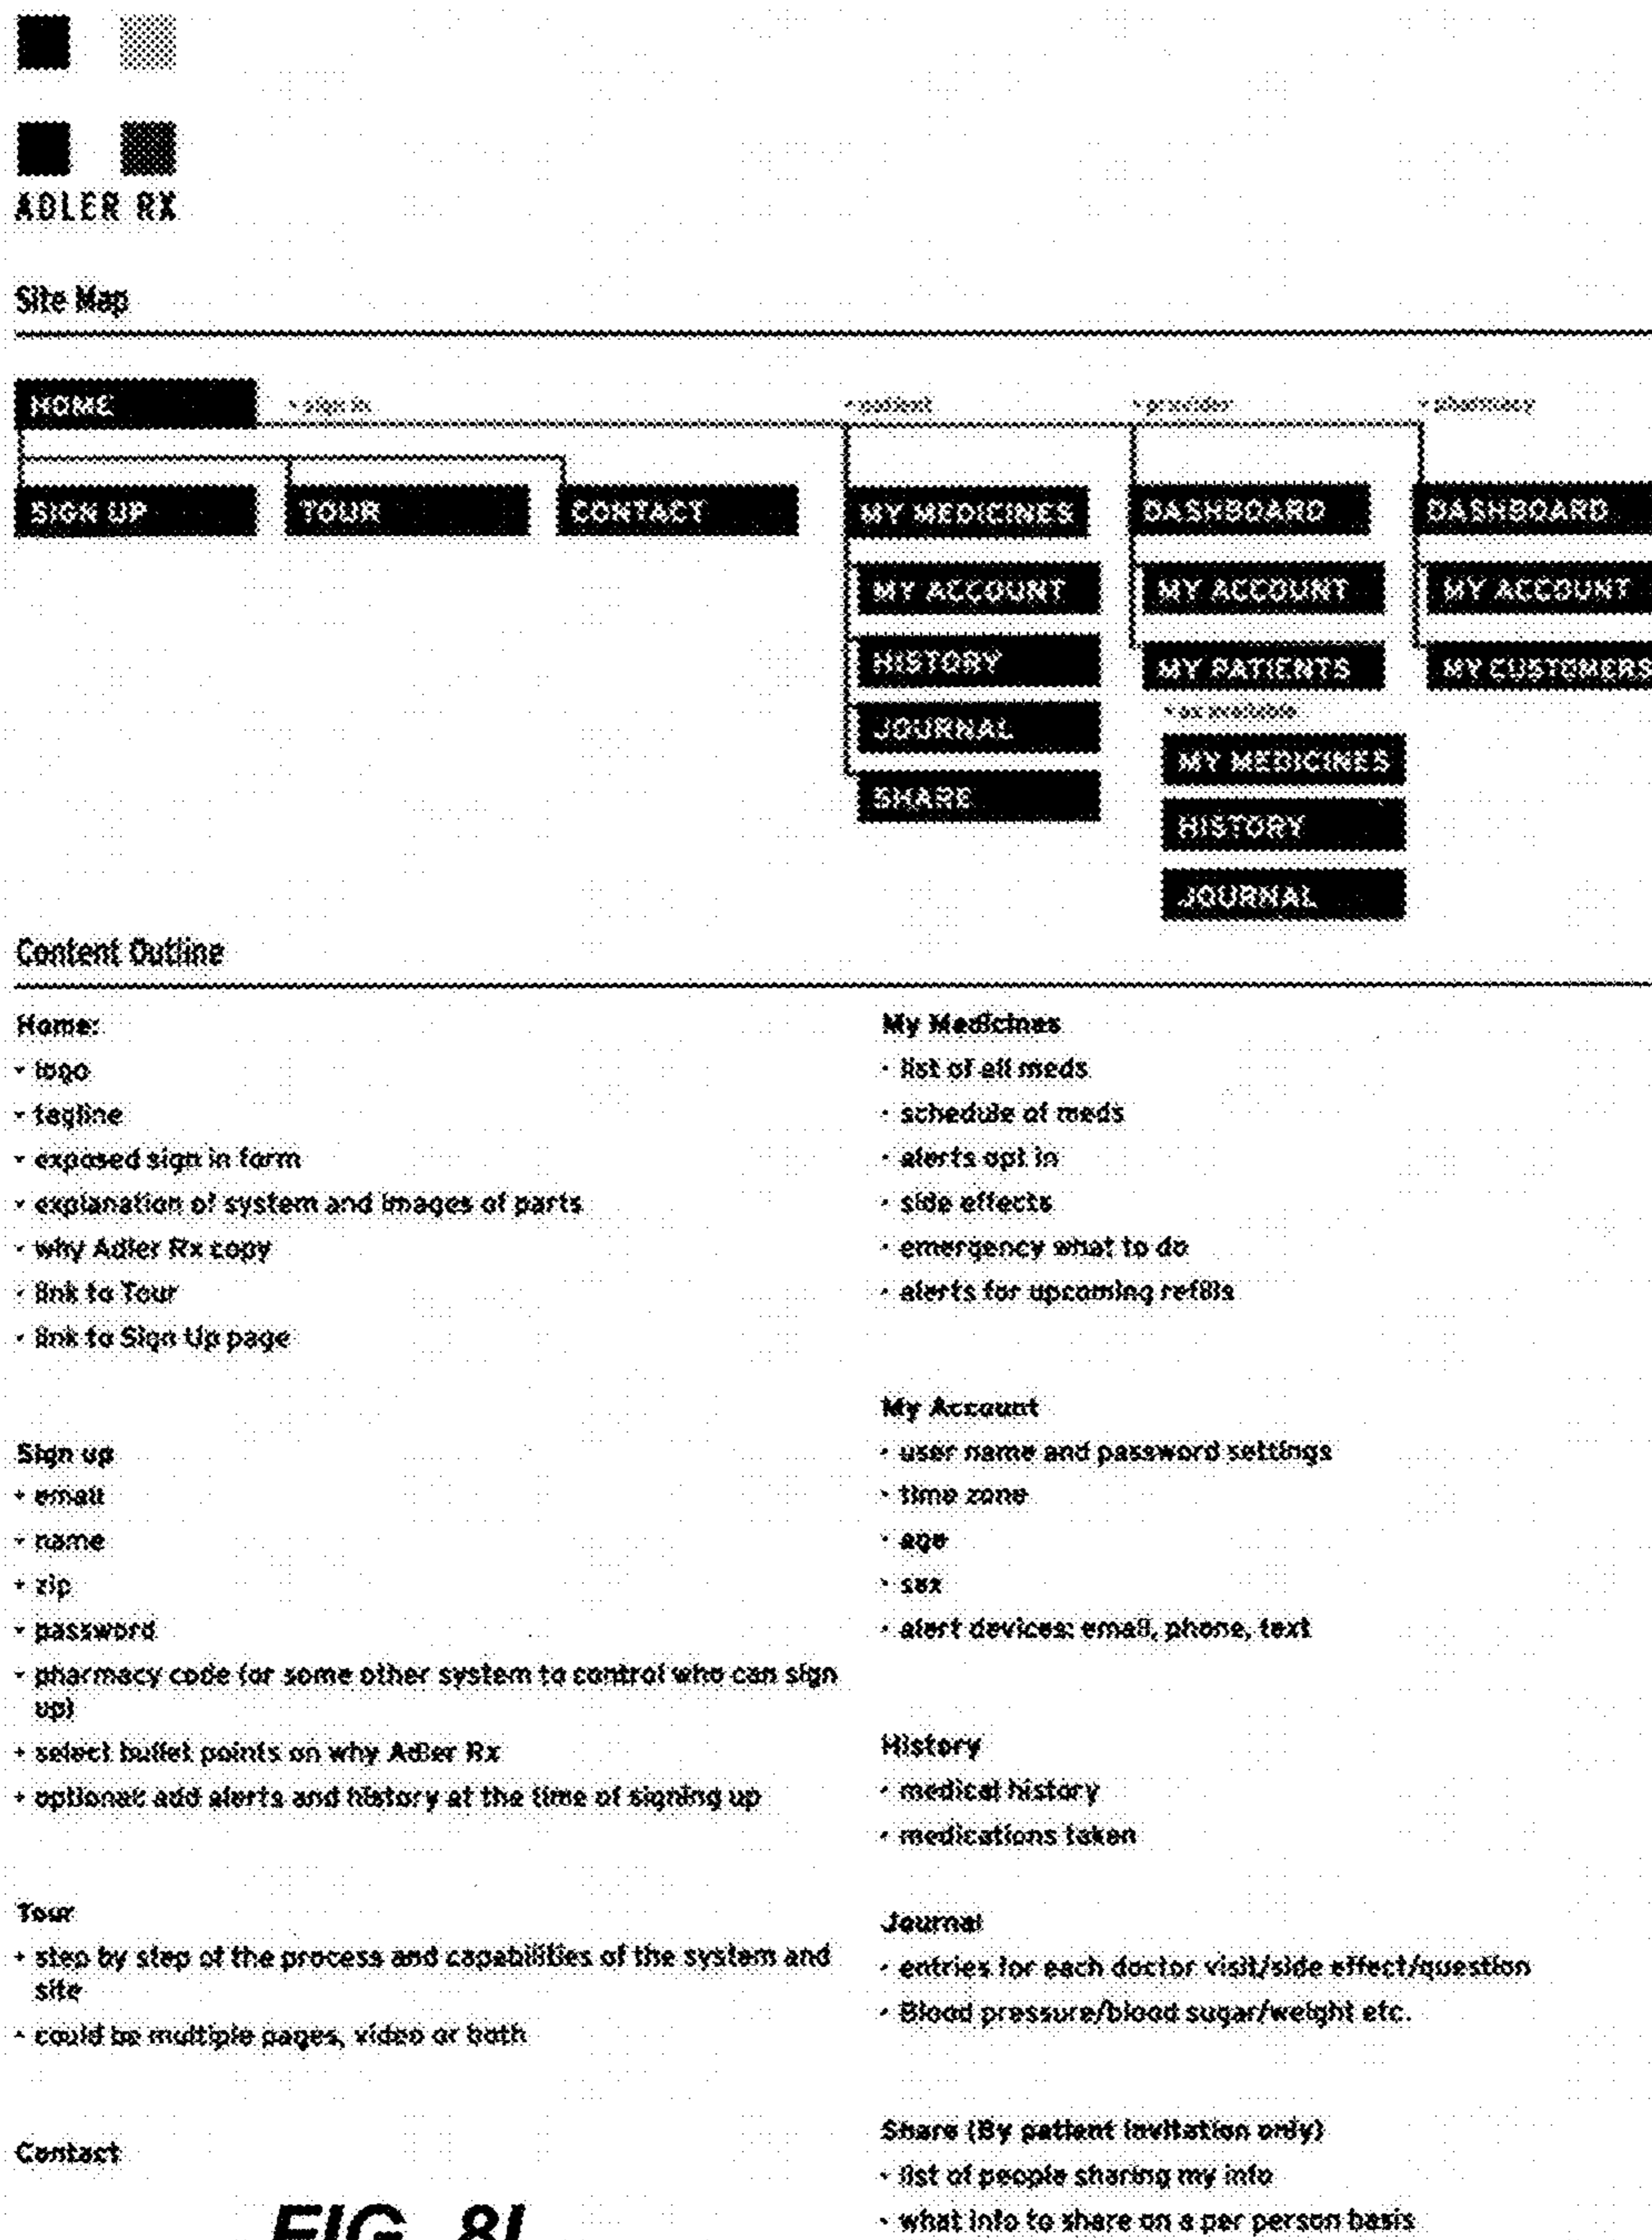 ADLER RX
Site Map
HOME
• sign in
• patient
• provider
• pharmacy
SIGN UP
TOUR
CONTACT
MY MEDICINES
DASHBOARD
DASHBOARD
MY ACCOUNT
MY ACCOUNT
MY ACCOUNT
HISTORY
MY PATIENTS
MY CUSTOMERS
JOURNAL
• as available
SHARE
MY MEDICINES
HISTORY
JOURNAL
Content Outline
Home:
• logo
• tagline
• exposed sign in form
• explanation of system and images of parts
• why Adler Rx copy
• link to Tour
• link to Sign Up page
Sign up
• email
• name
• zip
• password
• pharmacy code (or some other system to control who can sign
up)
• select bullet points on why Adler Rx
• optional: add alerts and history at the time of signing up
Tour
• step by step of the process and capabilities of the system and
site
• could be multiple pages, video or both
Contact
My Medicines
• list of all meds
• schedule of meds
• alerts opt in
• side effects
• emergency what to do
• alerts for upcoming refills
My Account
• user name and password settings
• time zone
• age
• sex
• alert devices: email, phone, text
History
• medical history
• medications taken
Journal
• entries for each doctor visit/side effect/question
• Blood pressure/blood sugar/weight etc.
Share (By patient invitation only)
• list of people sharing my info
• what info to share on a per person basis
FIG. 8I